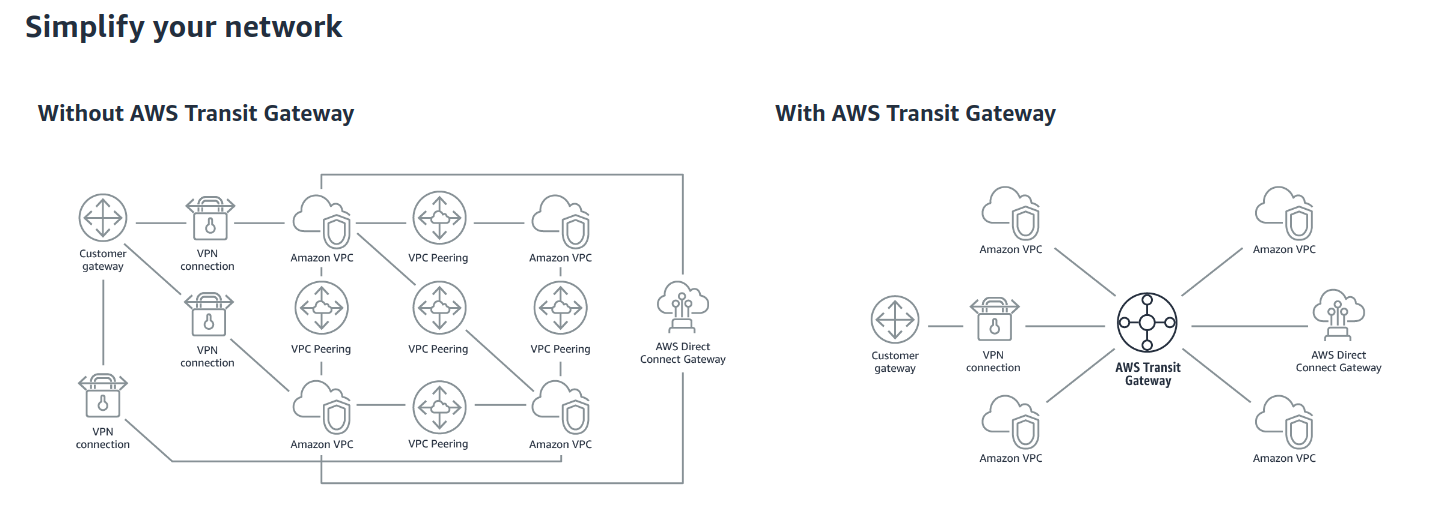 Simplify your network
Without AWS Transit Gateway
Customer
gateway
VPN
connection
Amazon VPC
VPC Peering
Amazon VPC
VPN
connection
VPC Peering
VPC Peering
VPC Peering
AWS Direct
Connect Gateway
VPN
connection
Amazon VPC
VPC Peering
Amazon VPC
With AWS Transit Gateway
Amazon VPC
Amazon VPC
Customer
gateway
VPN
connection
AWS Transit
Gateway
AWS Direct
Connect Gateway
Amazon VPC
Amazon VPC